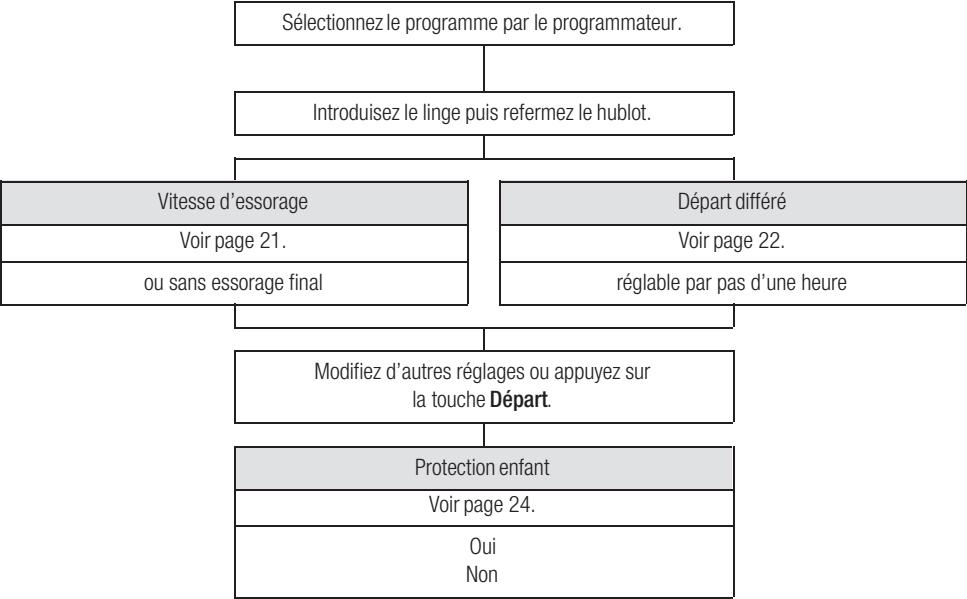 Sélectionnez le programme par le programmateur.
Introduisez le linge puis refermez le hublot.
Vitesse d'essorage
Voir page 21.
ou sans essorage final
Départ différé
Voir page 22.
réglable par pas d'une heure
Modifiez d'autres réglages ou appuyez sur
la touche Départ.
Protection enfant
Voir page 24.
Oui
Non